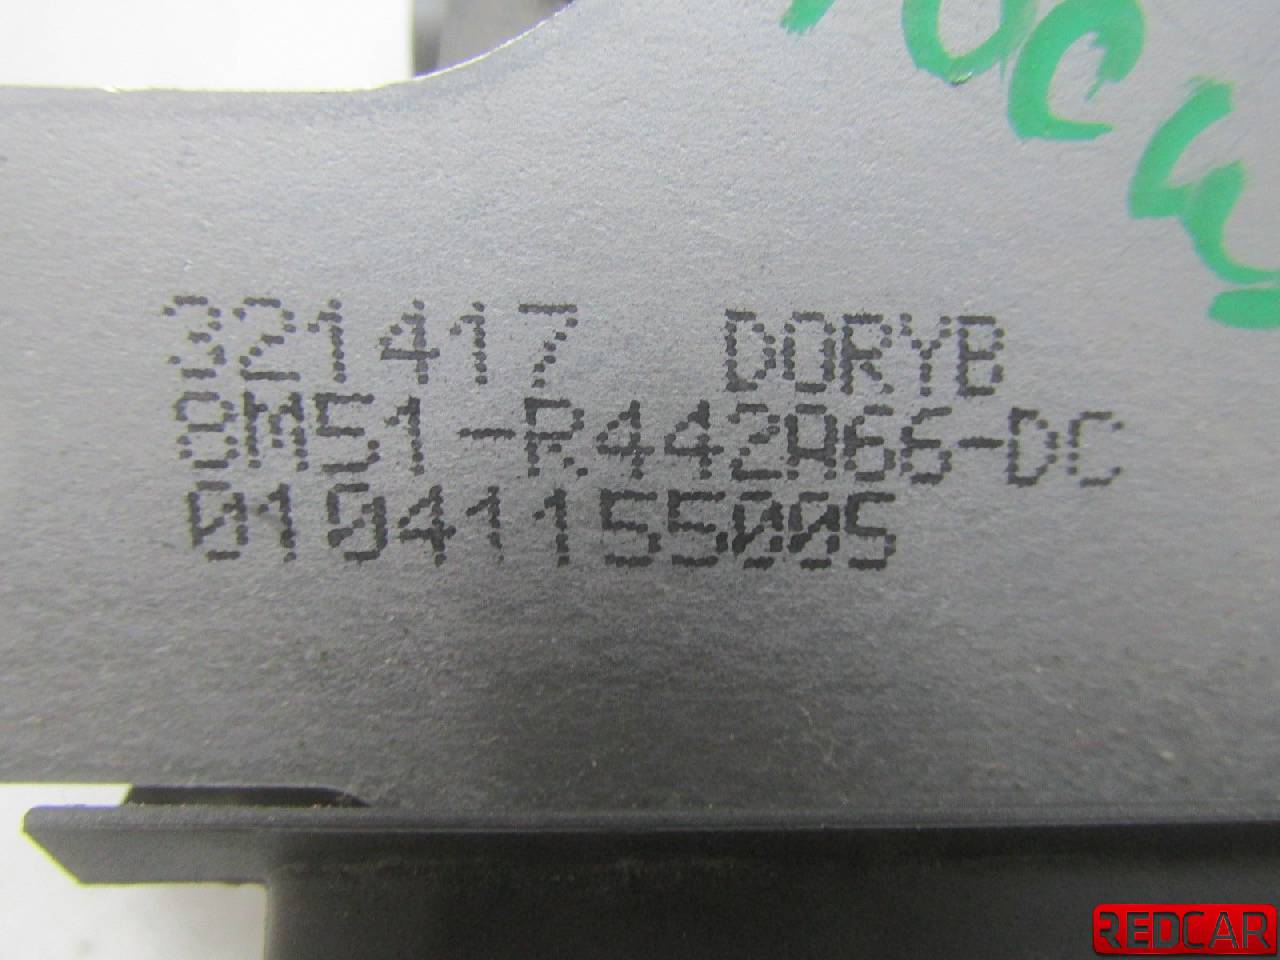 321417 DORYB
8M51-R442A66-DC
01041155005
REDCAR